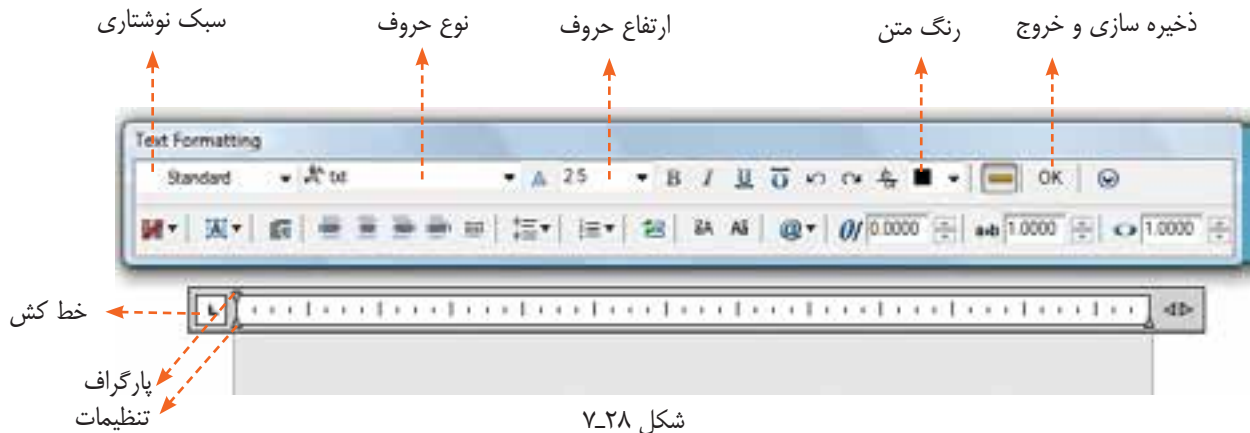 ذخیره سازی و خروج رنگ متن ارتفاع حروف نوع حروف سبک نوشتاری
Text Formatting
Standard txt 2.5 B I U O OK
@ 0/ 0.0000 a•b 1.0000 1.0000
خط کش
پارگراف
تنظیمات
شکل ۲۸ـ۷